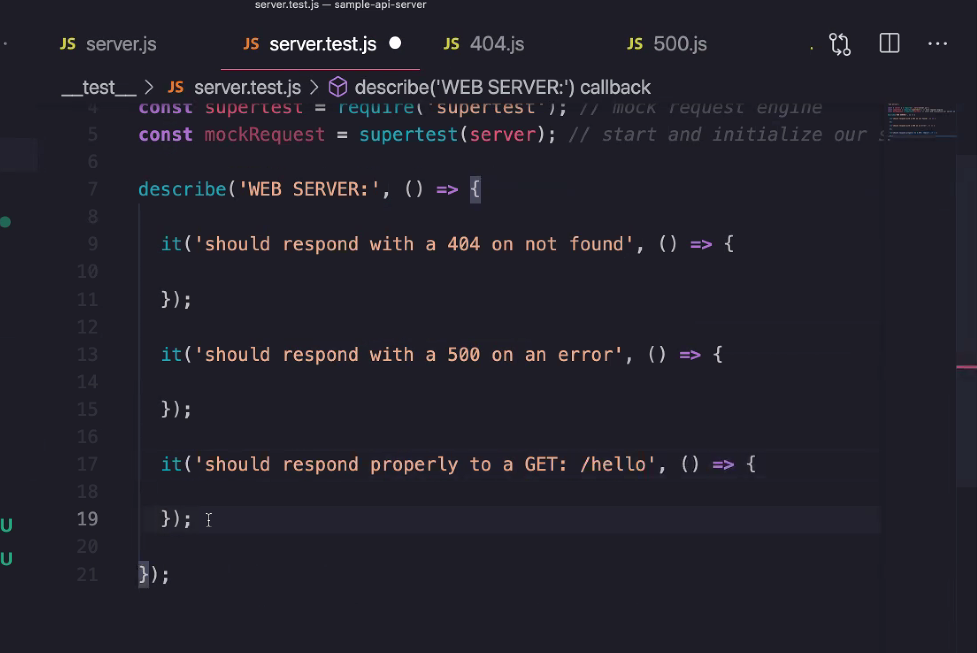 server.test.js — sample-api-server
JS server.js JS server.test.js JS 404.js JS 500.js
__test__ > JS server.test.js > describe('WEB SERVER:') callback
4 const supertest = require('supertest'); // mock request engine
5 const mockRequest = supertest(server); // start and initialize our
6
7 describe('WEB SERVER:', () => {
8
9 it('should respond with a 404 on not found', () => {
10
11 });
12
13 it('should respond with a 500 on an error', () => {
14
15 });
16
17 it('should respond properly to a GET: /hello', () => {
18
19 });
20
21 });
U
U